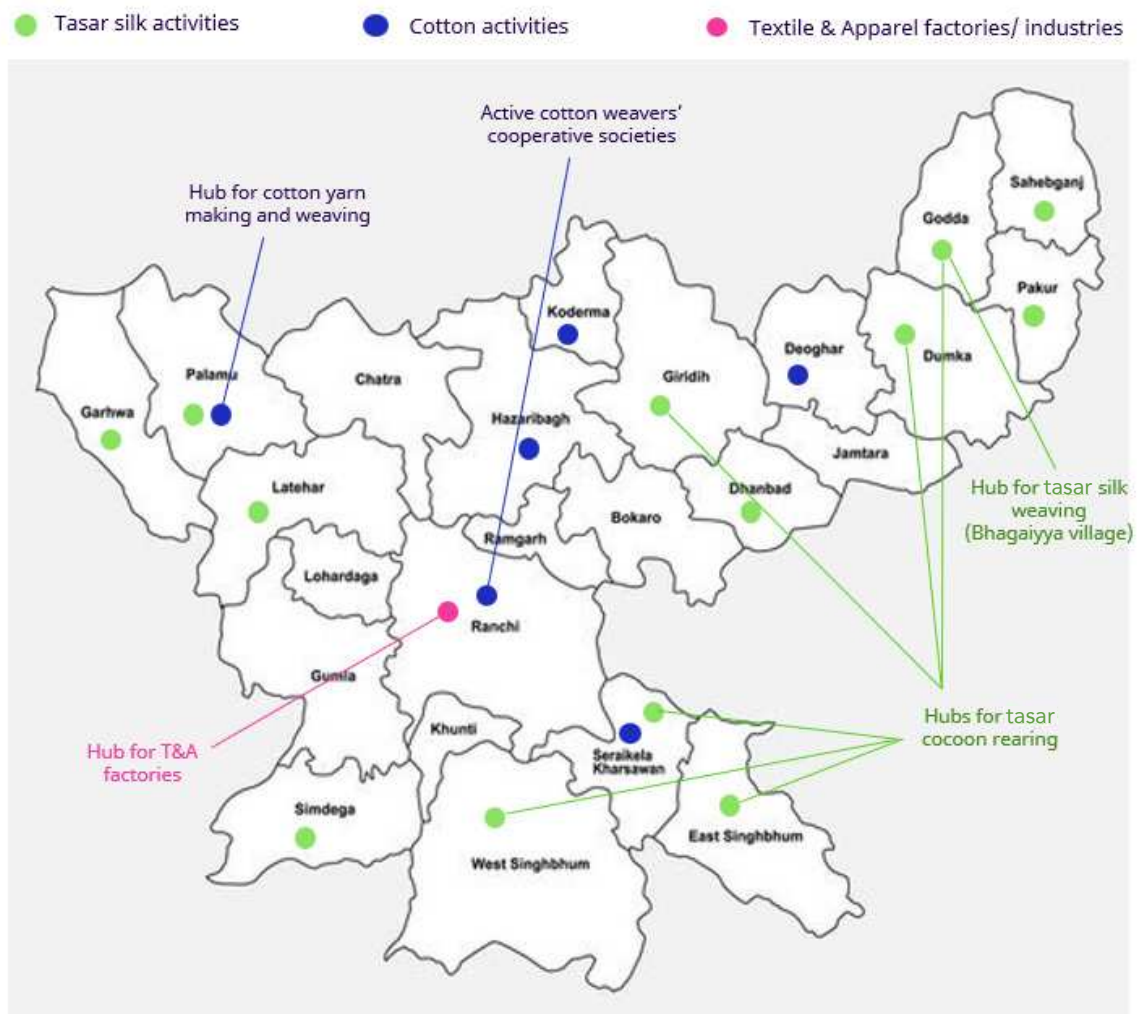 Tasar silk activities
Cotton activities
Textile & Apparel factories/ industries
Active cotton weavers'
cooperative societies
Hub for cotton yarn
making and weaving
Sahebganj
Godda
Pakur
Koderma
Deoghar
Dumka
Palamu
Chatra
Giridih
Garhwa
Hazaribagh
Jamtara
Latehar
Dhanbad
Hub for tasar silk
weaving
(Bhagaiyya village)
Bokaro
Ramgarh
Lohardaga
Ranchi
Gumla
Khunti
Hubs for tasar
cocoon rearing
Hub for T&A
factories
Seraikela
Kharsawan
Simdega
East Singhbhum
West Singhbhum